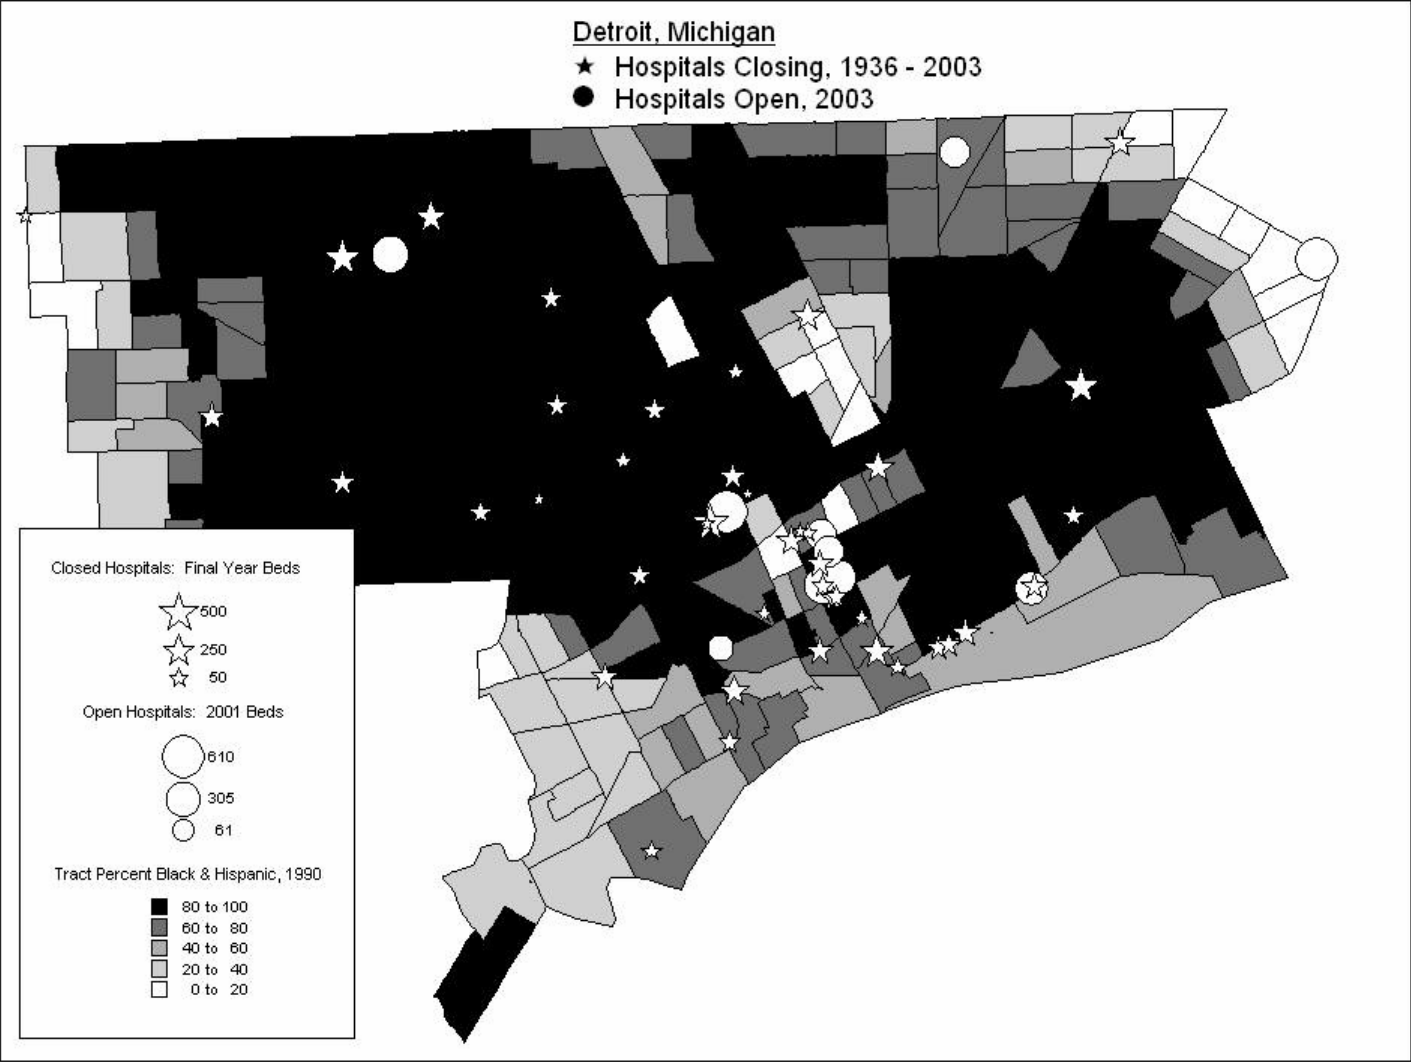 Detroit, Michigan
Hospitals Closing, 1936 - 2003
Hospitals Open, 2003
Closed Hospitals: Final Year Beds
500
250
50
Open Hospitals: 2001 Beds
610
305
61
Tract Percent Black & Hispanic, 1990
80 to 100
60 to 80
40 to 60
20 to 40
0 to 20